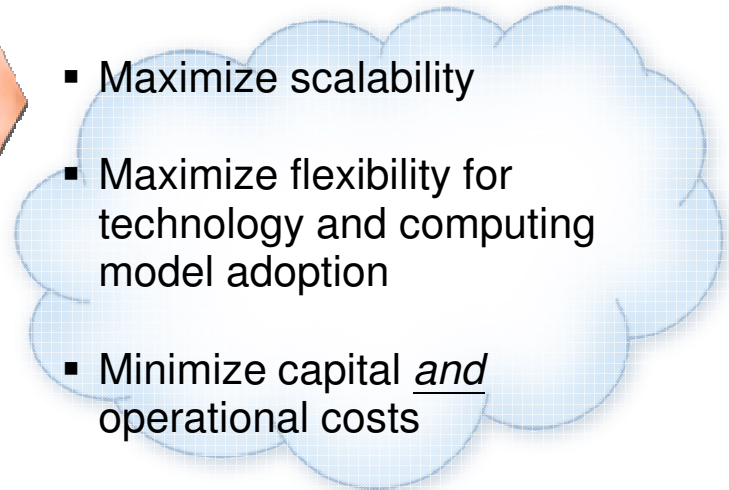 ▪ Maximize scalability
▪ Maximize flexibility for
technology and computing
model adoption
▪ Minimize capital and
operational costs